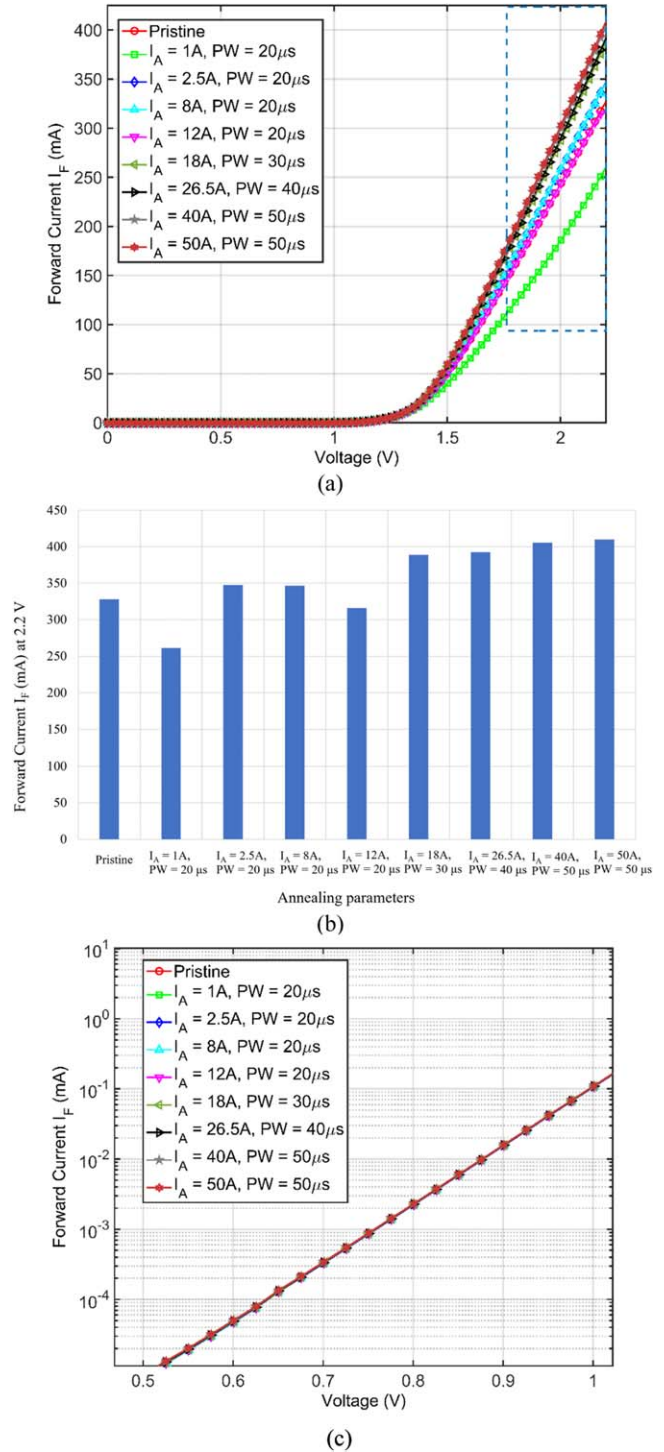 Forward Current I_F (mA)
400
350
300
250
200
150
100
50
0
Pristine
I_A = 1A, PW = 20μs
I_A = 2.5A, PW = 20μs
I_A = 8A, PW = 20μs
I_A = 12A, PW = 20μs
I_A = 18A, PW = 30μs
I_A = 26.5A, PW = 40μs
I_A = 40A, PW = 50μs
I_A = 50A, PW = 50μs
0 0.5 1 1.5 2
Voltage (V)
(a)
Forward Current I_F (mA) at 2.2 V
450
400
350
300
250
200
150
100
50
0
Pristine
I_A = 1A,
PW = 20 μs
I_A = 2.5A,
PW = 20 μs
I_A = 8A,
PW = 20 μs
I_A = 12A,
PW = 20 μs
I_A = 18A,
PW = 30 μs
I_A = 26.5A,
PW = 40 μs
I_A = 40A,
PW = 50 μs
I_A = 50A,
PW = 50 μs
Annealing parameters
(b)
Forward Current I_F (mA)
10^1
10^0
10^-1
10^-2
10^-3
10^-4
Pristine
I_A = 1A, PW = 20μs
I_A = 2.5A, PW = 20μs
I_A = 8A, PW = 20μs
I_A = 12A, PW = 20μs
I_A = 18A, PW = 30μs
I_A = 26.5A, PW = 40μs
I_A = 40A, PW = 50μs
I_A = 50A, PW = 50μs
0.5 0.6 0.7 0.8 0.9 1
Voltage (V)
(c)